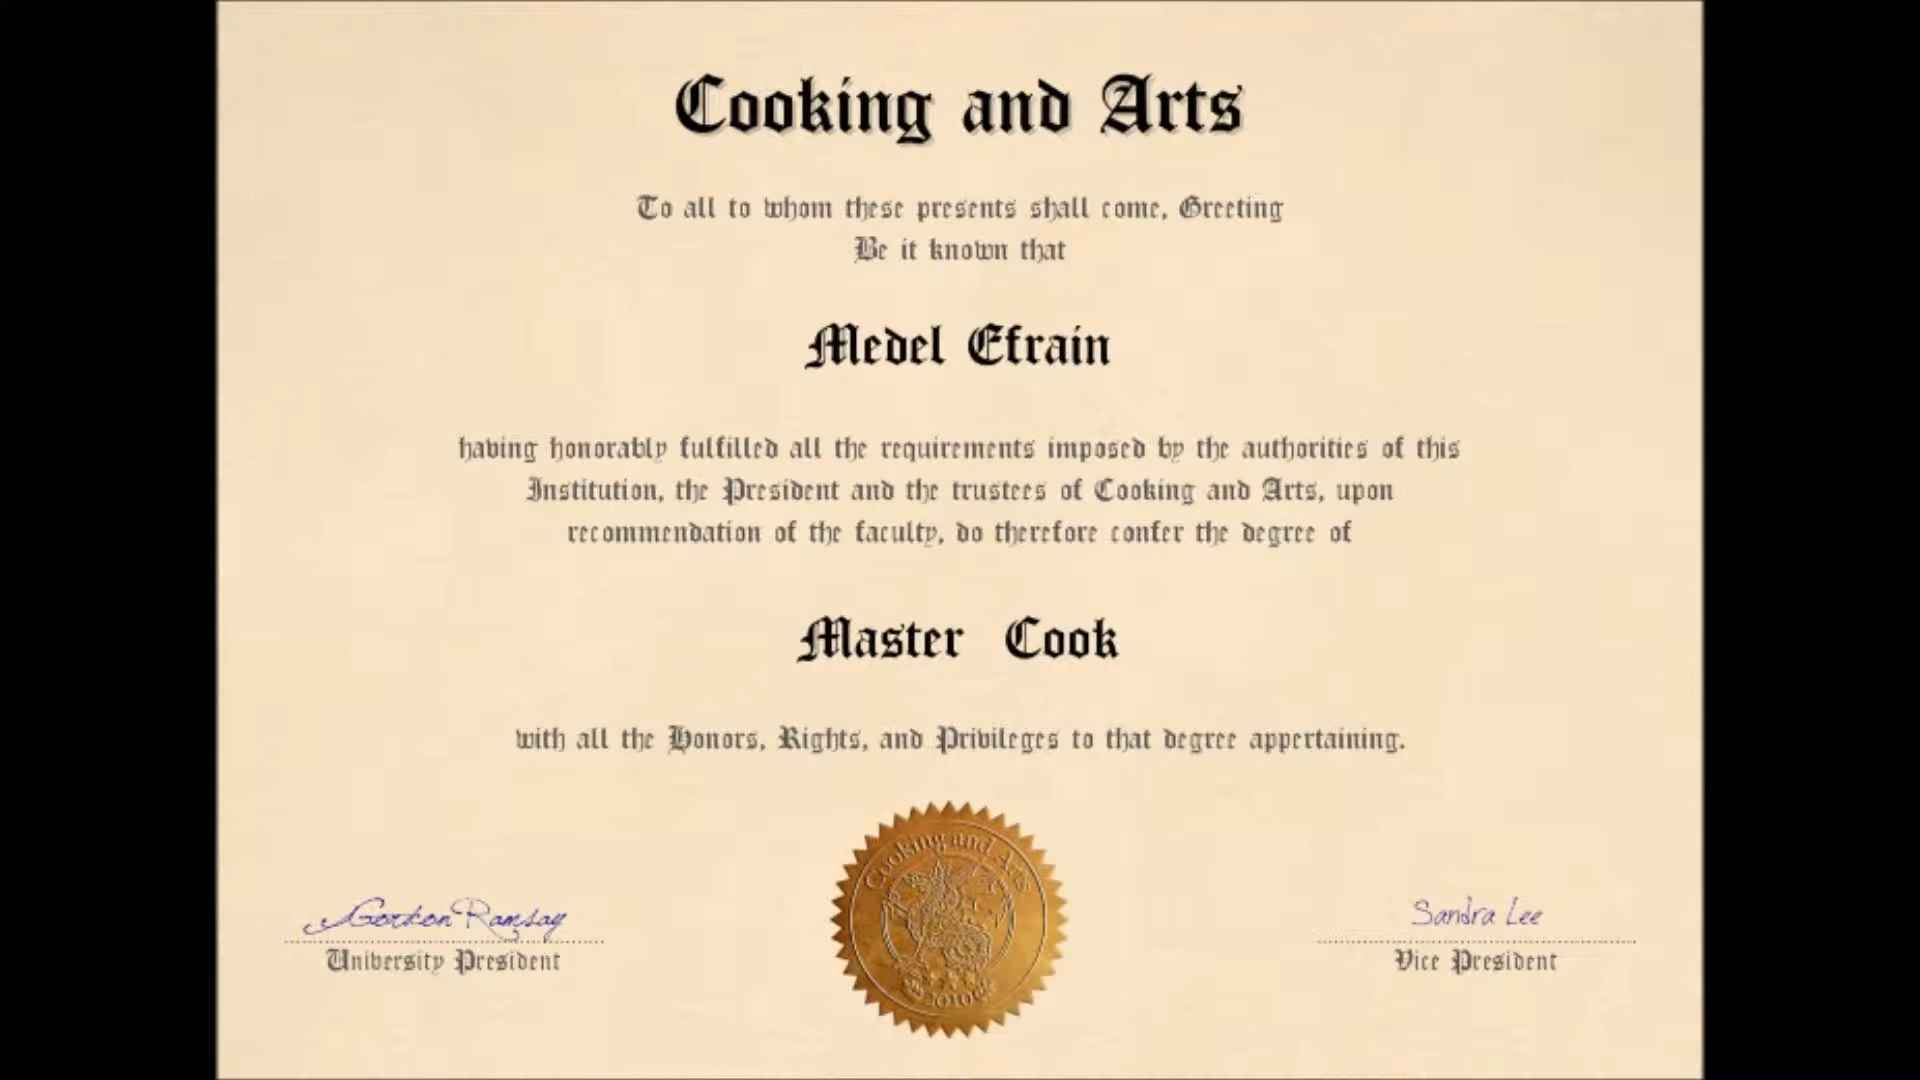 Cooking and Arts
To all to whom these presents shall come, Greeting
Be it known that
Medel Efrain
having honorably fulfilled all the requirements imposed by the authorities of this
Institution, the President and the trustees of Cooking and Arts, upon
recommendation of the faculty, do therefore confer the degree of
Master Cook
with all the Honors, Rights, and Privileges to that degree appertaining.
Cooking and Arts
Gordon Ramsay
Sandra Lee
University President
Vice President